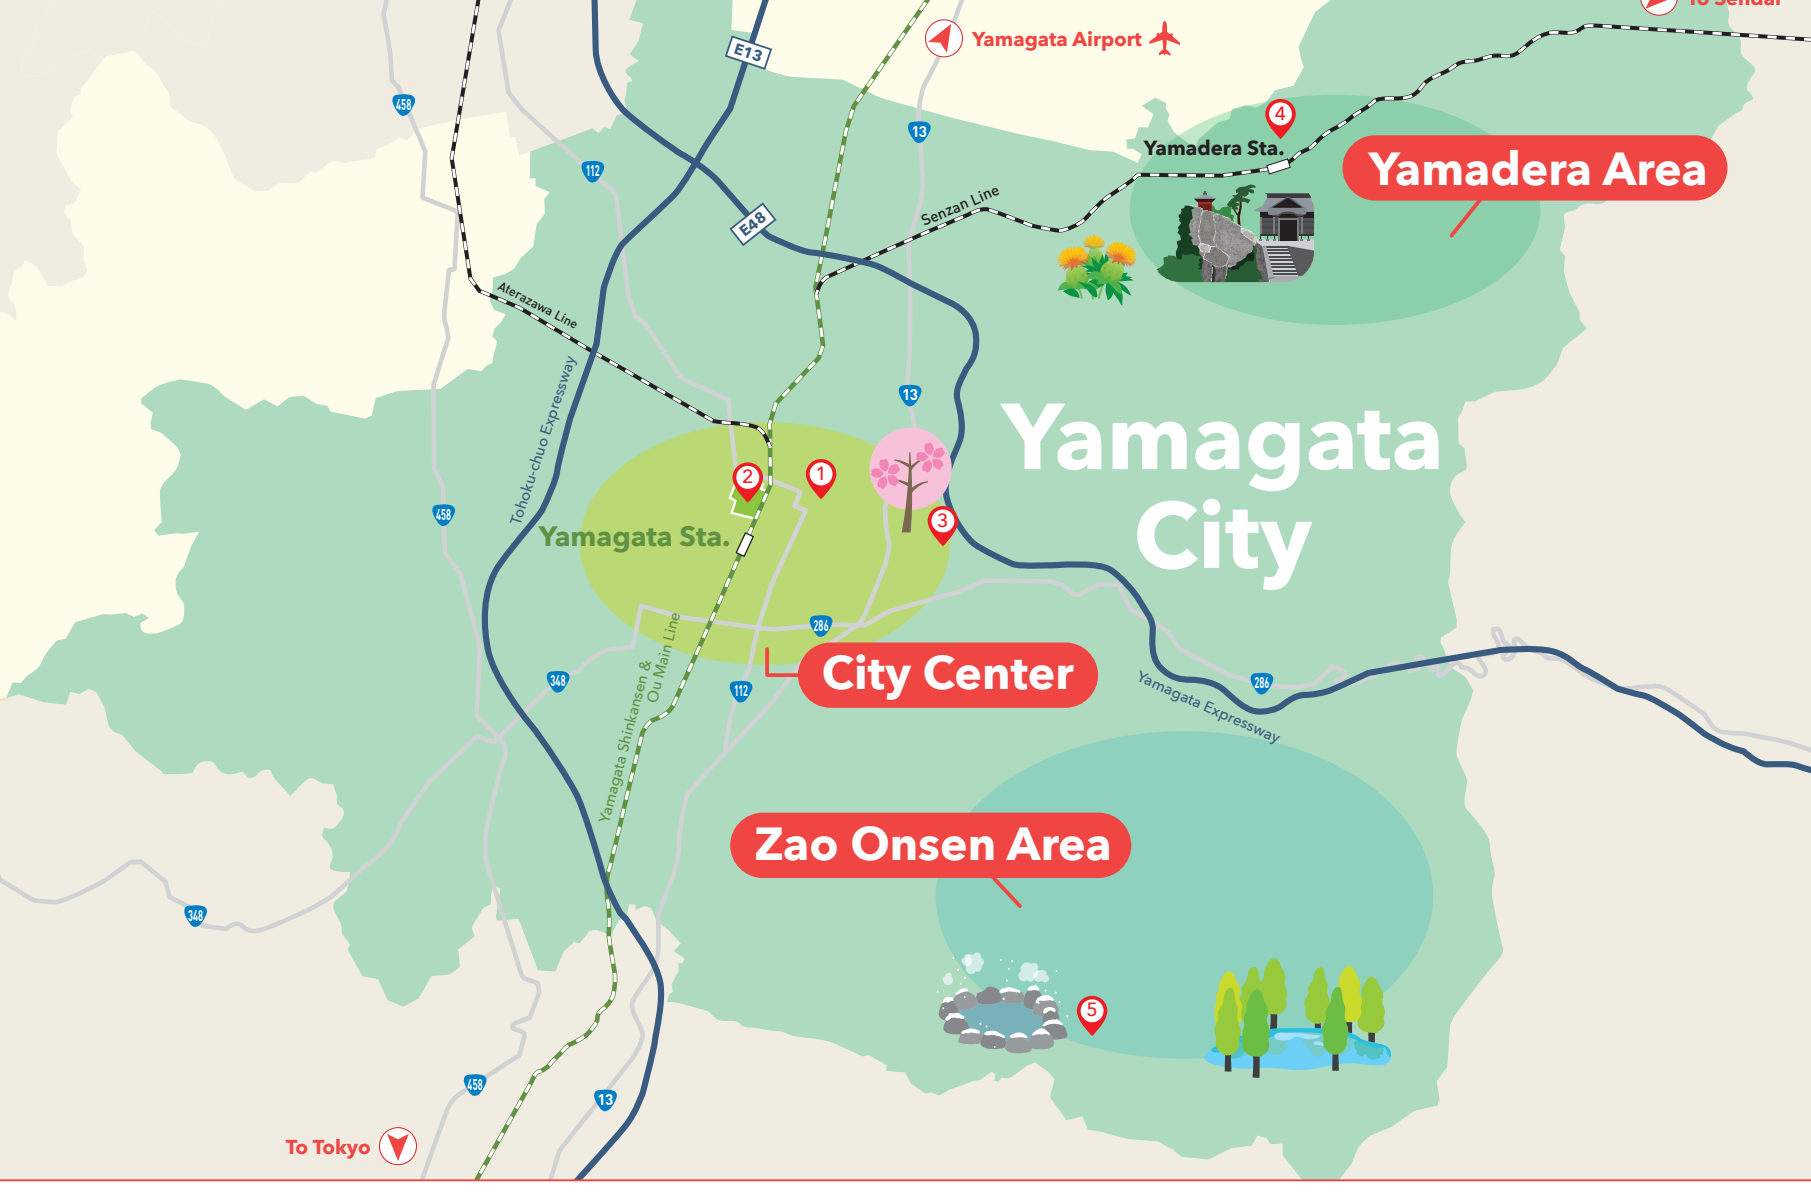 To Sendai
Yamagata Airport
E13
458
13
4
Yamadera Sta.
Yamadera Area
112
Senzan Line
E48
Aterazawa Line
Tohoku-chuo Expressway
13
Yamagata
City
2
1
3
458
Yamagata Sta.
286
City Center
348
112
286
Yamagata Expressway
Yamagata Shinkansen &
Ou Main Line
Zao Onsen Area
348
5
458
13
To Tokyo